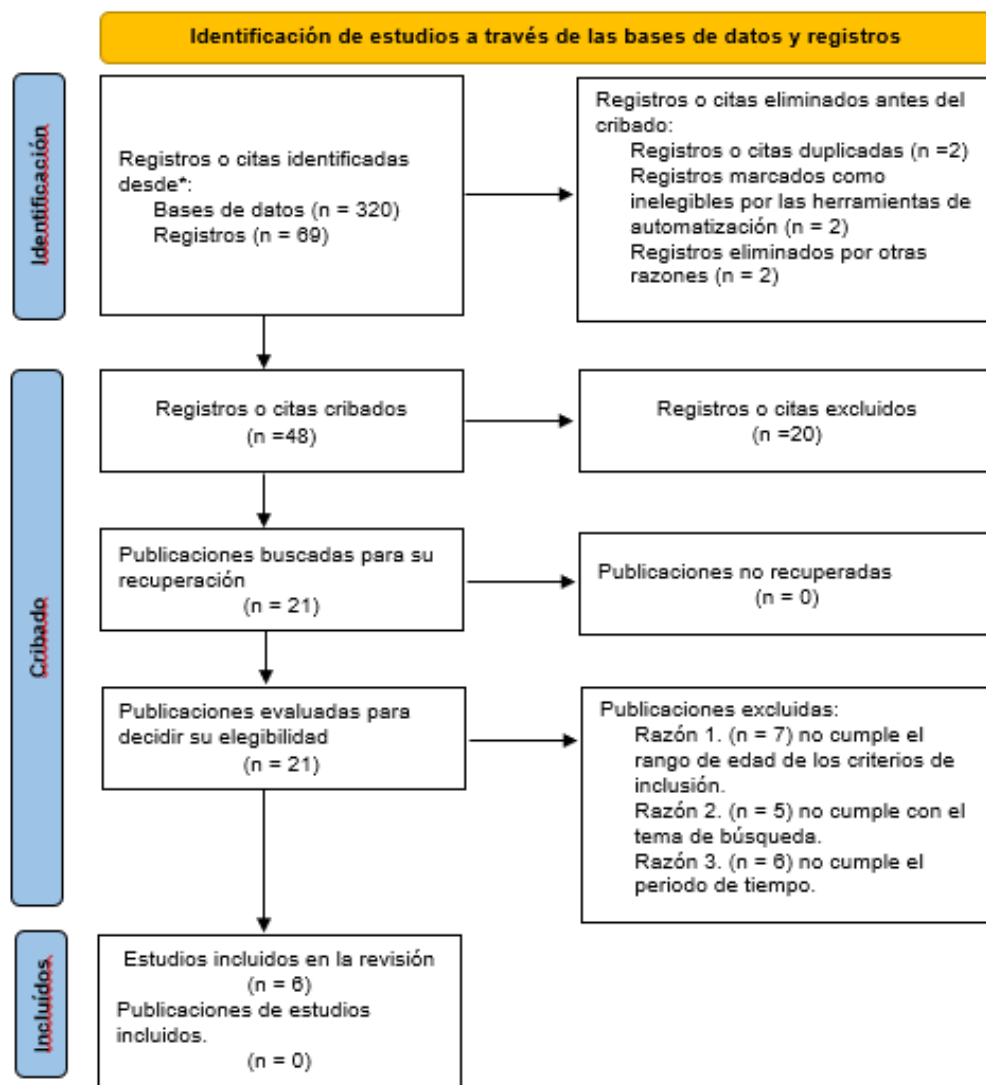 Identificación de estudios a través de las bases de datos y registros
Identificación
Registros o citas identificadas
desde*:
Bases de datos (n = 320)
Registros (n = 69)
Registros o citas eliminados antes del
cribado:
Registros o citas duplicadas (n =2)
Registros marcados como
inelegibles por las herramientas de
automatización (n = 2)
Registros eliminados por otras
razones (n = 2)
Cribado
Registros o citas cribados
(n =48)
Registros o citas excluidos
(n =20)
Publicaciones buscadas para su
recuperación
(n = 21)
Publicaciones no recuperadas
(n = 0)
Publicaciones evaluadas para
decidir su elegibilidad
(n = 21)
Publicaciones excluidas:
Razón 1. (n = 7) no cumple el
rango de edad de los criterios de
inclusión.
Razón 2. (n = 5) no cumple con el
tema de búsqueda.
Razón 3. (n = 6) no cumple el
periodo de tiempo.
Incluídos
Estudios incluidos en la revisión
(n = 6)
Publicaciones de estudios
incluidos.
(n = 0)